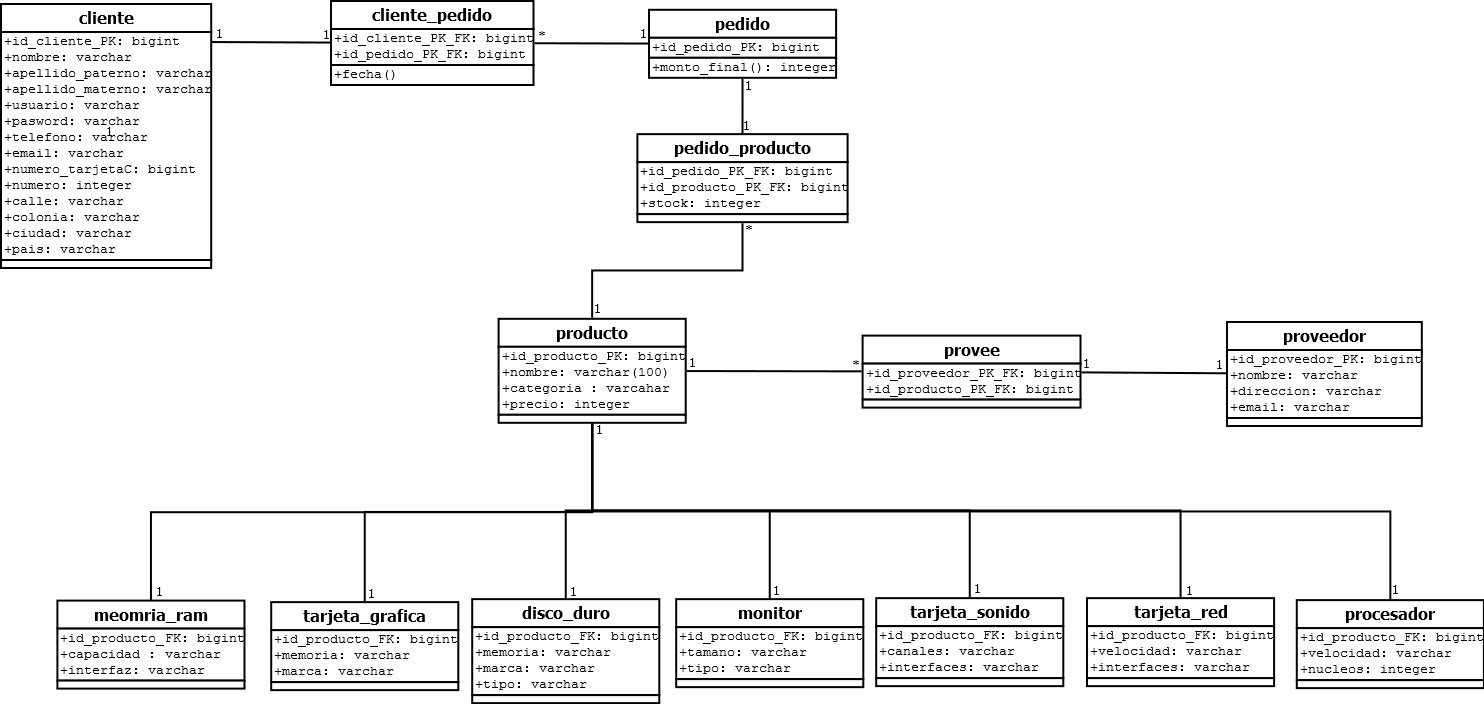 cliente
+id_cliente_PK: bigint
+nombre: varchar
+apellido_paterno: varchar
+apellido_materno: varchar
+usuario: varchar
+pasword: varchar
1
+telefono: varchar
+email: varchar
+numero_tarjetaC: bigint
+numero: integer
+calle: varchar
+colonia: varchar
+ciudad: varchar
+pais: varchar
1
1
cliente_pedido
+id_cliente_PK_FK: bigint
+id_pedido_PK_FK: bigint
+fecha()
*
1
pedido
+id_pedido_PK: bigint
+monto_final(): integer
1
1
pedido_producto
+id_pedido_PK_FK: bigint
+id_producto_PK_FK: bigint
+stock: integer
*
1
producto
+id_producto_PK: bigint
+nombre: varchar(100)
+categoria : varcahar
+precio: integer
1
*
provee
+id_proveedor_PK_FK: bigint
+id_producto_PK_FK: bigint
1
1
proveedor
+id_proveedor_PK: bigint
+nombre: varchar
+direccion: varchar
+email: varchar
1
1
meomria_ram
+id_producto_FK: bigint
+capacidad : varchar
+interfaz: varchar
1
tarjeta_grafica
+id_producto_FK: bigint
+memoria: varchar
+marca: varchar
1
disco_duro
+id_producto_FK: bigint
+memoria: varchar
+marca: varchar
+tipo: varchar
1
monitor
+id_producto_FK: bigint
+tamano: varchar
+tipo: varchar
1
tarjeta_sonido
+id_producto_FK: bigint
+canales: varchar
+interfaces: varchar
1
tarjeta_red
+id_producto_FK: bigint
+velocidad: varchar
+interfaces: varchar
1
procesador
+id_producto_FK: bigint
+velocidad: varchar
+nucleos: integer